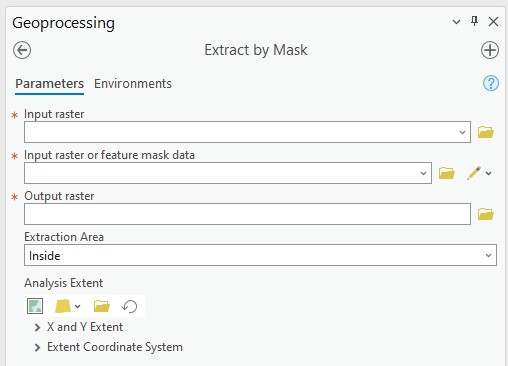 Geoprocessing
Extract by Mask
Parameters Environments
* Input raster
* Input raster or feature mask data
* Output raster
Extraction Area
Inside
Analysis Extent
X and Y Extent
Extent Coordinate System